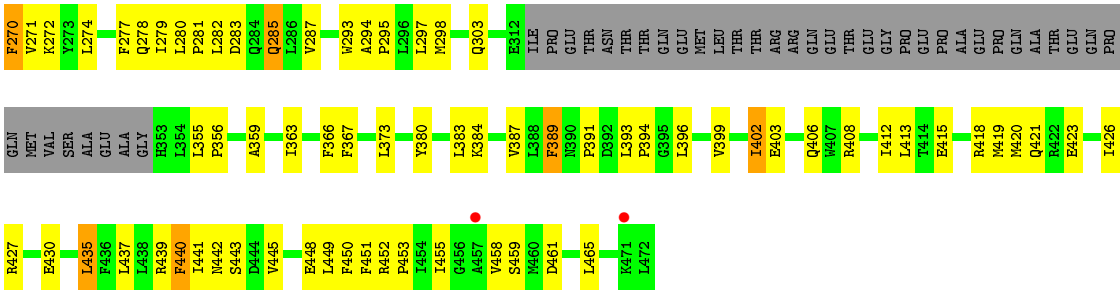 F270 V271 K272 Y273 L274 F277 Q278 I279 L280 P281 L282 D283 Q284 Q285 L286 V287 W293 A294 P295 L296 L297 M298 Q303 E312 ILE PRO GLU THR ASN THR THR GLN GLU MET LEU THR THR ARG ARG GLN GLU THR GLU GLY PRO GLU PRO ALA GLU PRO GLN ALA THR GLU GLN PRO
GLN MET VAL SER ALA GLU ALA GLY H353 L354 L355 P356 A359 I363 F366 F367 L373 Y380 L383 K384 V387 L388 F389 N390 P391 D392 L393 P394 G395 L396 V399 I402 E403 Q406 W407 R408 I412 L413 T414 E415 R418 M419 M420 Q421 R422 E423 I426
R427 E430 L435 F436 L437 L438 R439 F440 I441 N442 S443 D444 V445 E448 L449 F450 F451 R452 P453 I454 I455 G456 A457 V458 S459 M460 D461 L465 K471 L472